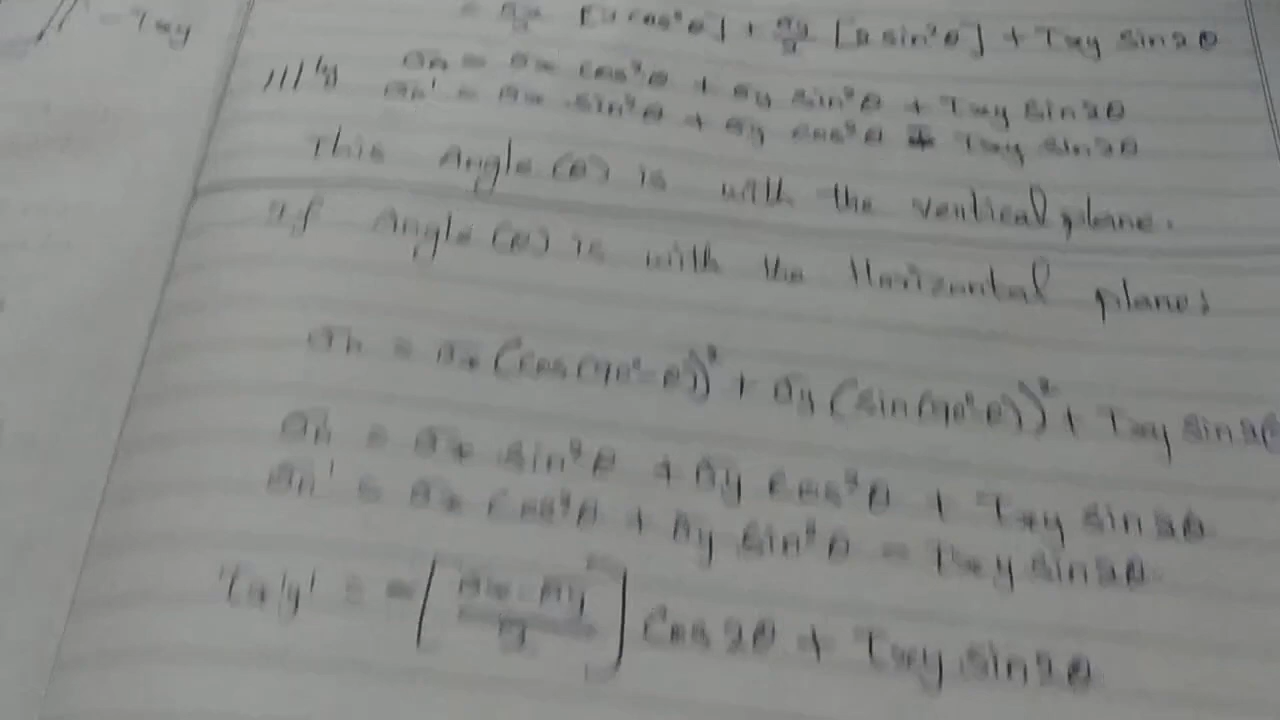 - Txy
= σx/2 [2 cos²θ] + σy/2 [2 sin²θ] + Txy sin2θ
σn = σx cos²θ + σy sin²θ + Txy sin2θ
|||ly σn' = σx sin²θ + σy cos²θ - Txy sin2θ
This Angle (θ) is with the vertical plane.
If Angle (θ) is with the Horizontal plane:
σn = σx (cos(90°-θ))² + σy (sin(90°-θ))² + Txy sin2θ
σn = σx sin²θ + σy cos²θ + Txy sin2θ
σn' = σx cos²θ + σy sin²θ - Txy sin2θ
Tx'y' = -[(σx - σy)/2] cos2θ + Txy sin2θ